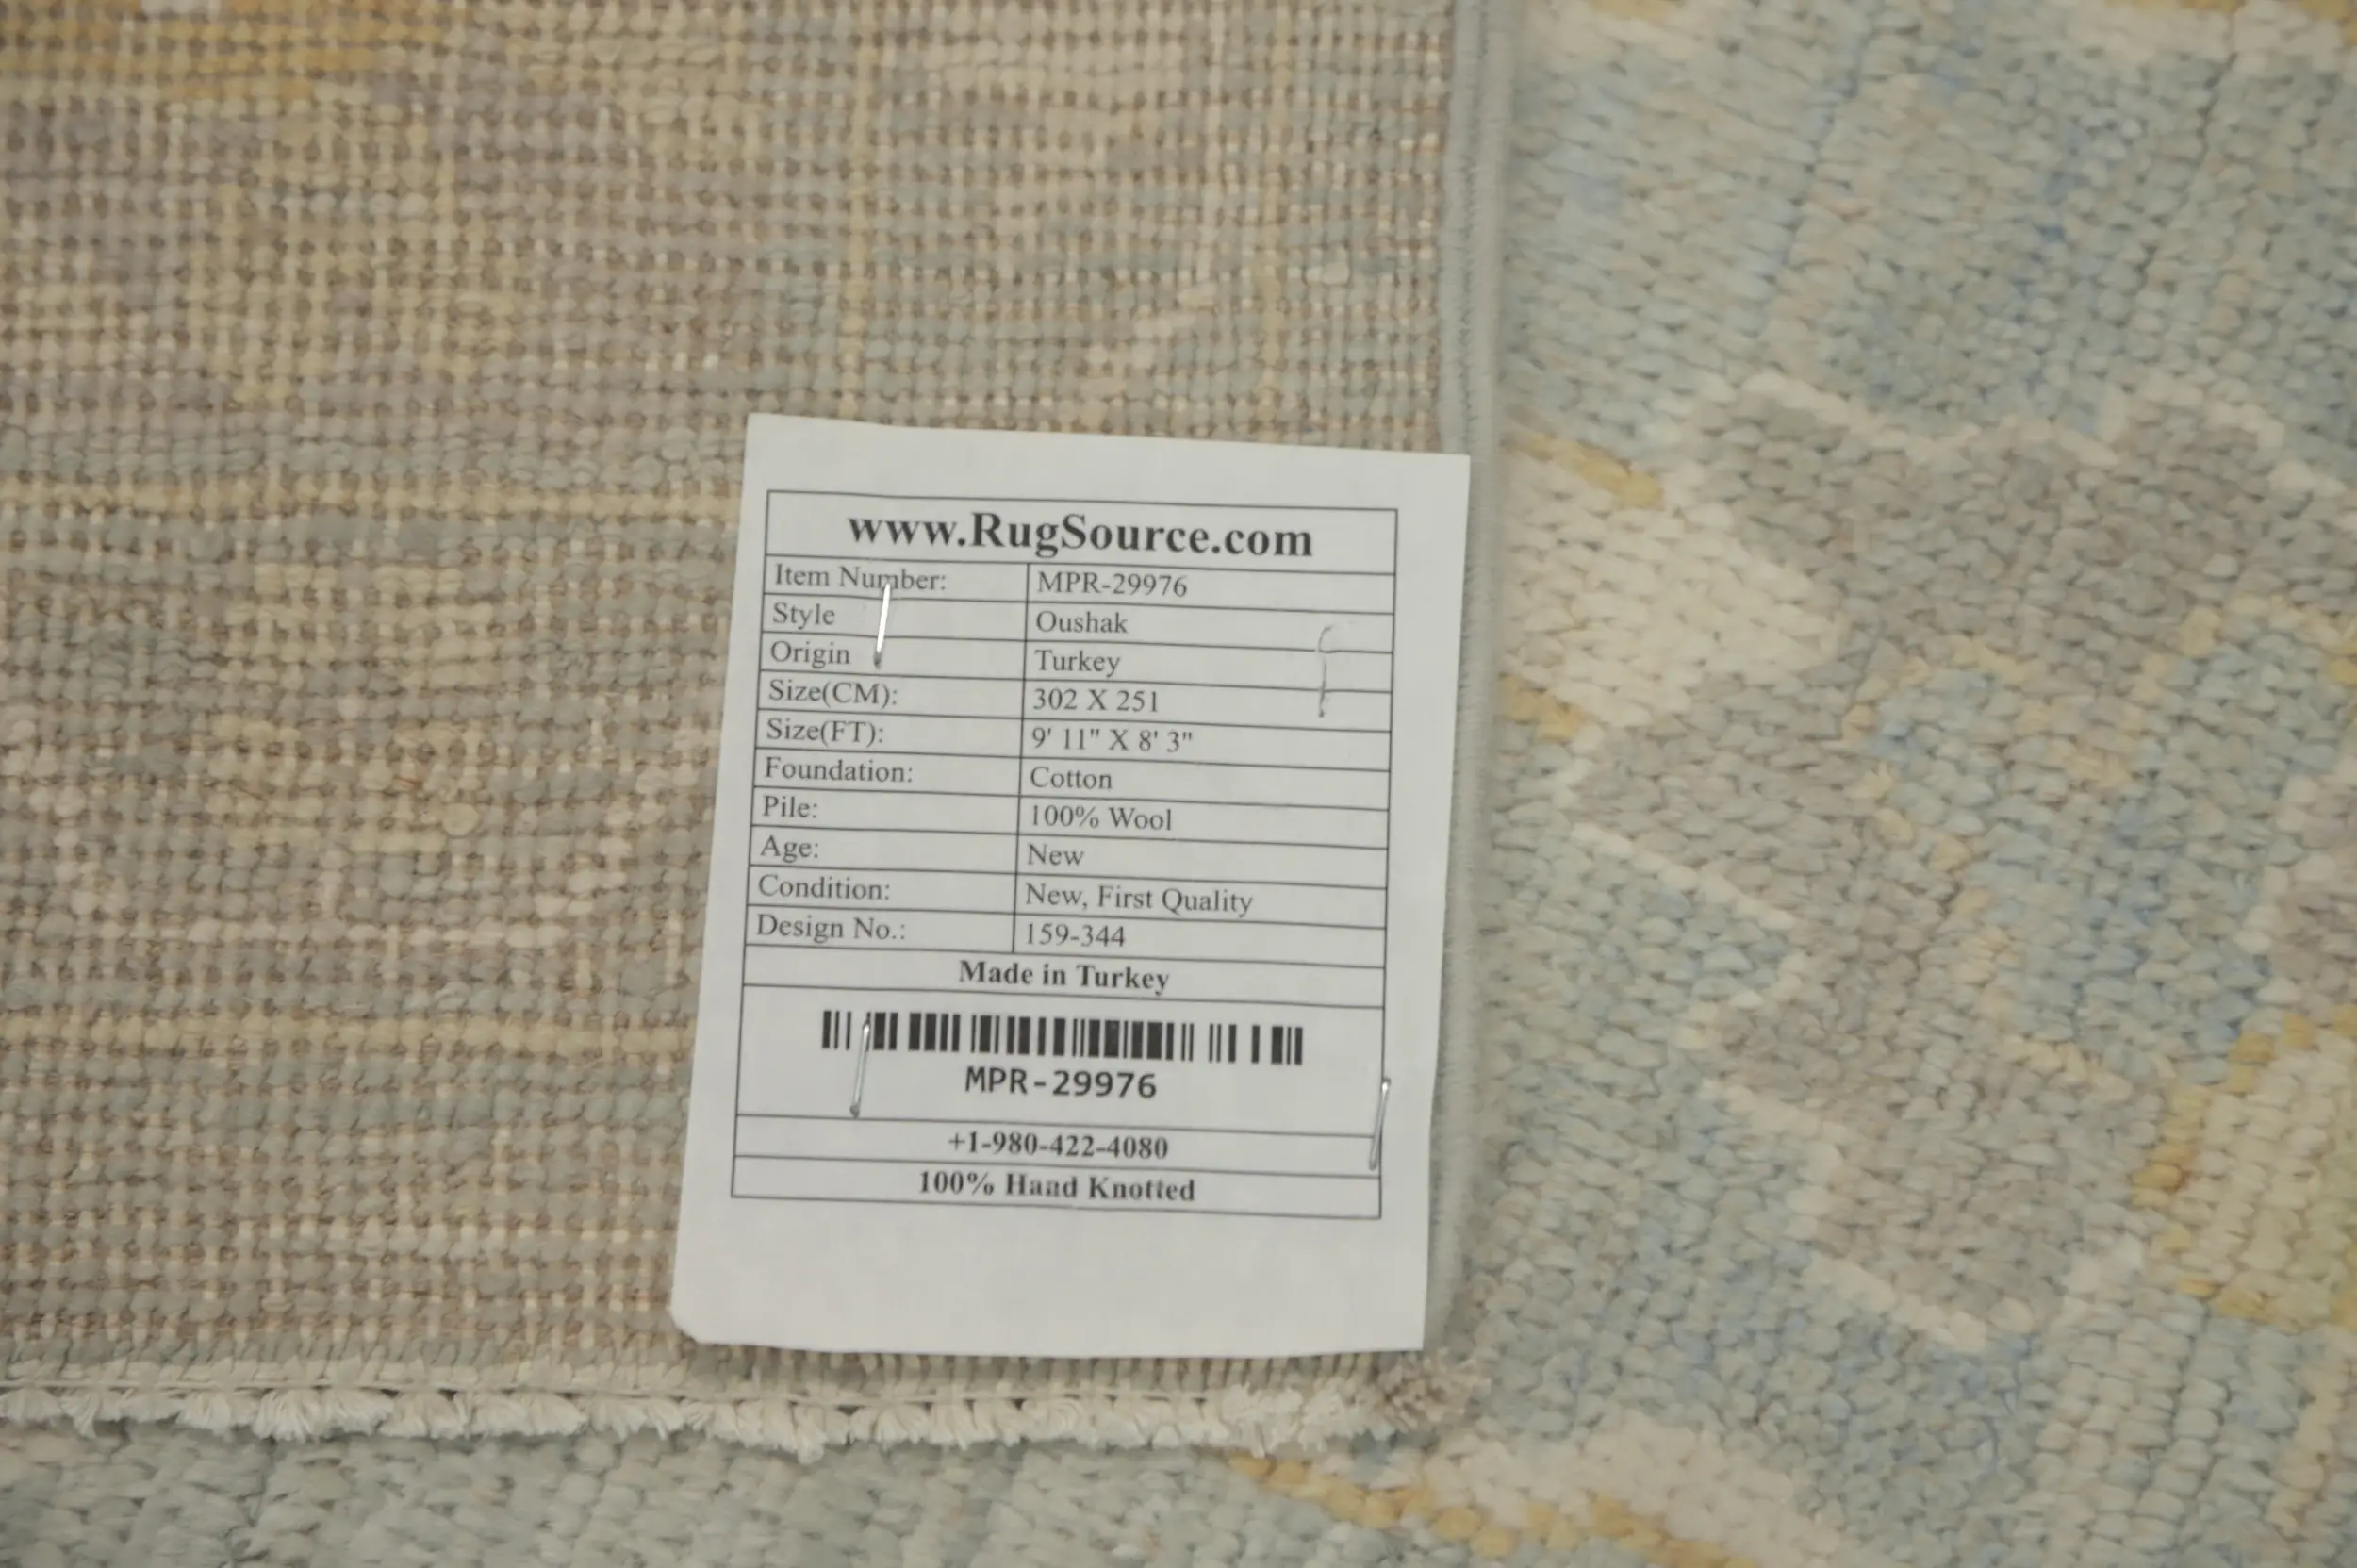 www.RugSource.com
Item Number: MPR-29976
Style Oushak
Origin Turkey
Size(CM): 302 X 251
Size(FT): 9' 11" X 8' 3"
Foundation: Cotton
Pile: 100% Wool
Age: New
Condition: New, First Quality
Design No.: 159-344
Made in Turkey
MPR-29976
+1-980-422-4080
100% Hand Knotted